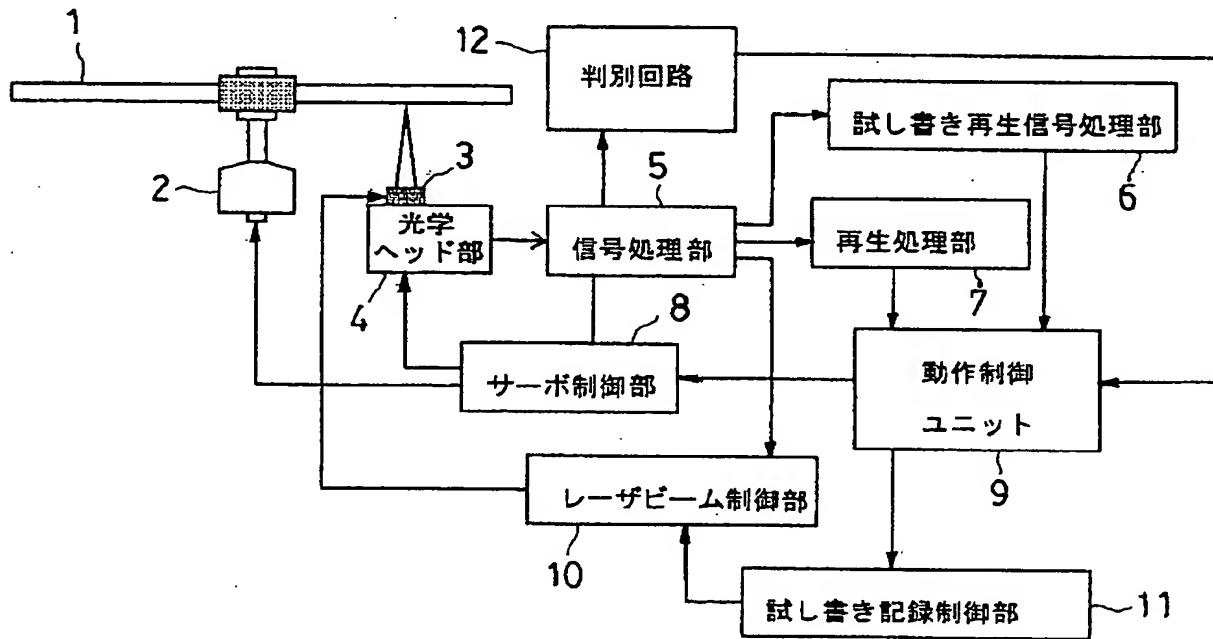 1
12
判別回路
試し書き再生信号処理部
6
2
3
光学
ヘッド部
4
5
信号処理部
再生処理部
7
8
サーボ制御部
動作制御
ユニット
9
レーザビーム制御部
10
試し書き記録制御部
11